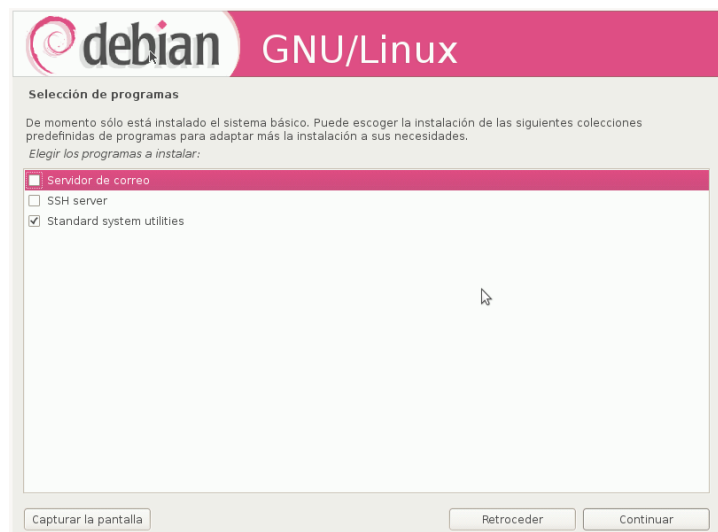 debian GNU/Linux
Selección de programas
De momento sólo está instalado el sistema básico. Puede escoger la instalación de las siguientes colecciones
predefinidas de programas para adaptar más la instalación a sus necesidades.
Elegir los programas a instalar:
Servidor de correo
SSH server
Standard system utilities
Capturar la pantalla Retroceder Continuar